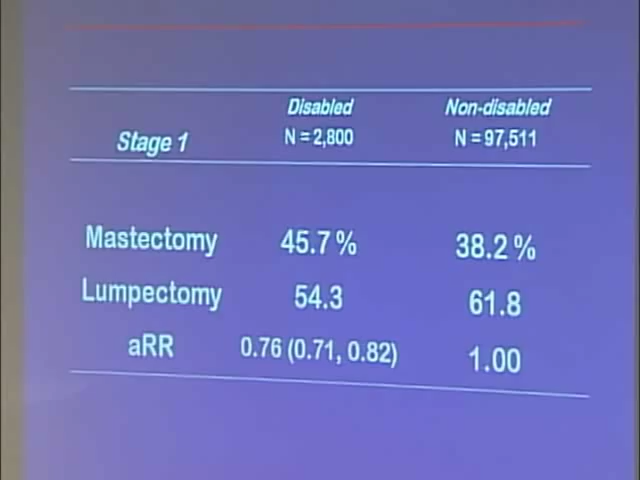 Disabled Non-disabled
Stage 1 N = 2,800 N = 97,511
Mastectomy 45.7 % 38.2 %
Lumpectomy 54.3 61.8
aRR 0.76 (0.71, 0.82) 1.00